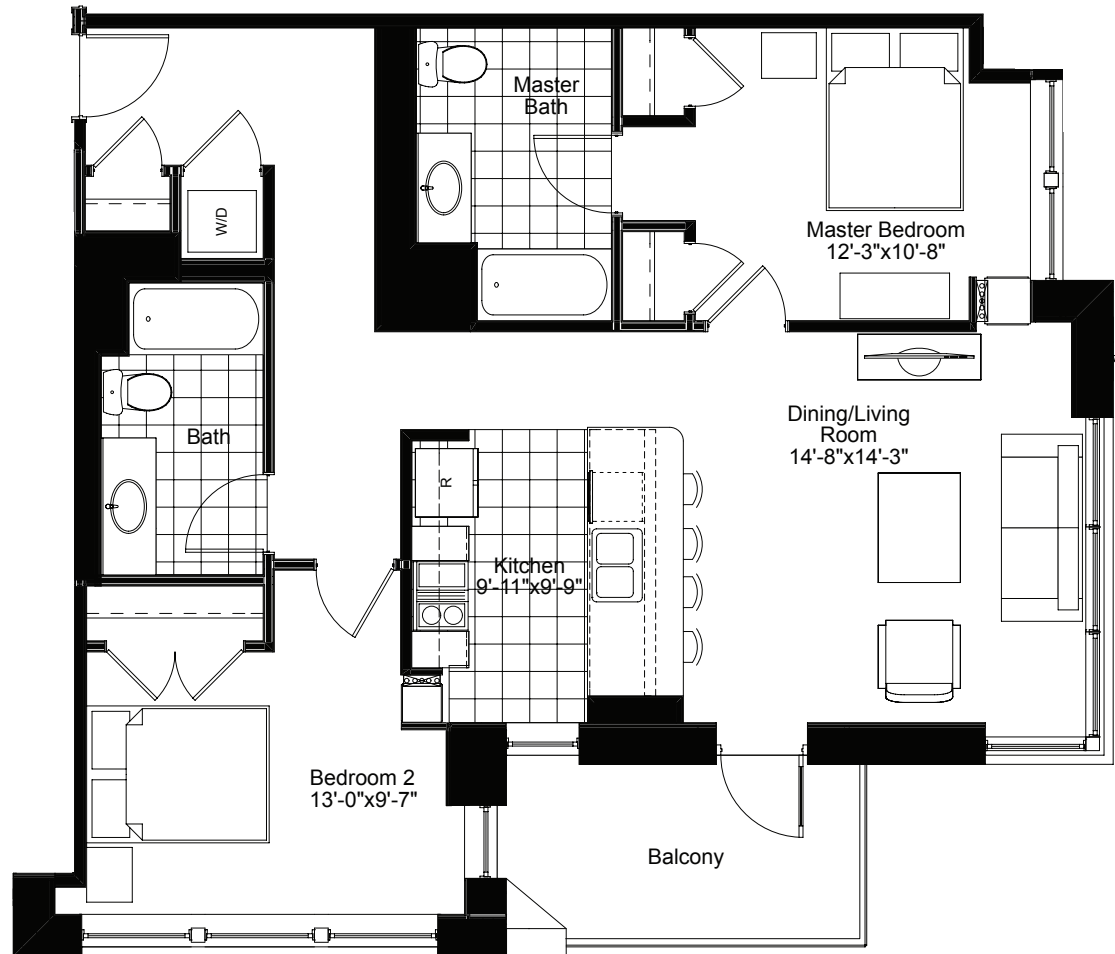 Master
Bath
W/D
Master Bedroom
12'-3"x10'-8"
Bath
Dining/Living
Room
14'-8"x14'-3"
R
Kitchen
9'-11"x9'-9"
Bedroom 2
13'-0"x9'-7"
Balcony